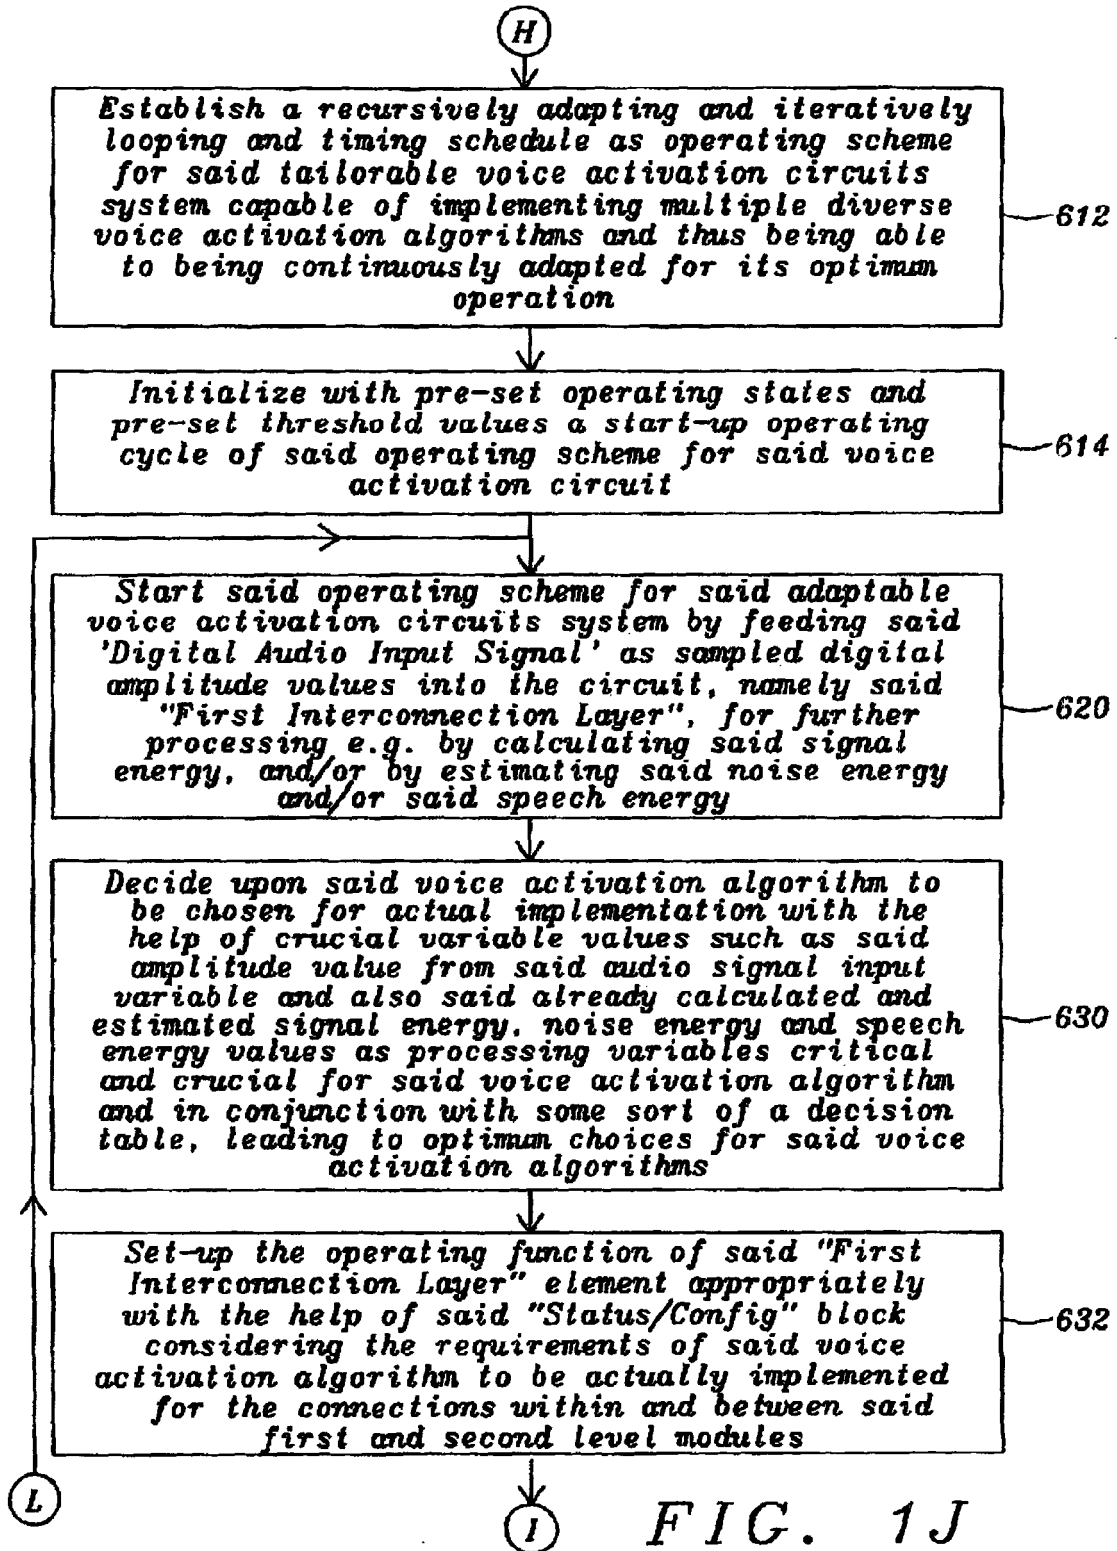 H
Establish a recursively adapting and iteratively
looping and timing schedule as operating scheme
for said tailorable voice activation circuits
system capable of implementing multiple diverse
voice activation algorithms and thus being able
to being continuously adapted for its optimum
operation
612
Initialize with pre-set operating states and
pre-set threshold values a start-up operating
cycle of said operating scheme for said voice
activation circuit
614
Start said operating scheme for said adaptable
voice activation circuits system by feeding said
'Digital Audio Input Signal' as sampled digital
amplitude values into the circuit, namely said
"First Interconnection Layer", for further
processing e.g. by calculating said signal
energy, and/or by estimating said noise energy
and/or said speech energy
620
Decide upon said voice activation algorithm to
be chosen for actual implementation with the
help of crucial variable values such as said
amplitude value from said audio signal input
variable and also said already calculated and
estimated signal energy, noise energy and speech
energy values as processing variables critical
and crucial for said voice activation algorithm
and in conjunction with some sort of a decision
table, leading to optimum choices for said voice
activation algorithms
630
Set-up the operating function of said "First
Interconnection Layer" element appropriately
with the help of said "Status/Config" block
considering the requirements of said voice
activation algorithm to be actually implemented
for the connections within and between said
first and second level modules
632
L
I
FIG. 1J